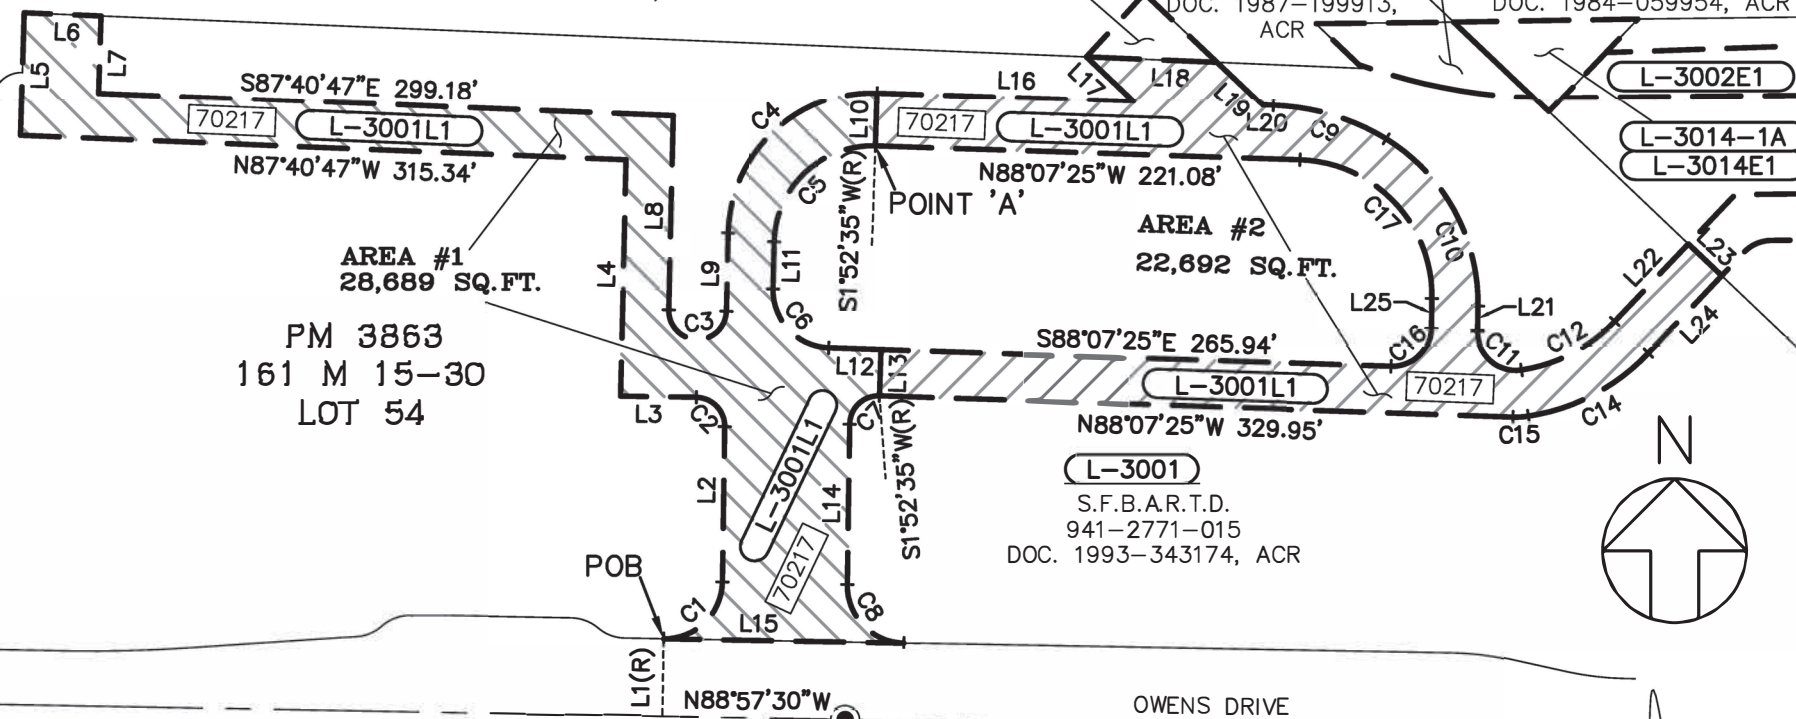 DOC. 1987-199913,
ACR
DOC. 1984-059954, ACR
L6
L5
L7
S87°40'47"E 299.18'
70217
L-3001L1
N87°40'47"W 315.34'
C4
L10
L16
L17
L18
L19
L20
C9
70217
L-3001L1
L-3002E1
L-3014-1A
L-3014E1
C5
N88°07'25"W 221.08'
POINT 'A'
S1°52'35"W(R)
L8
L4
L9
L11
C3
C6
AREA #1
28,689 SQ.FT.
AREA #2
22,692 SQ.FT.
C17
C10
L22
L23
L24
L25
L21
PM 3863
161 M 15-30
LOT 54
S88°07'25"E 265.94'
L12
L13
L-3001L1
C16
C11
C12
70217
L3
C2
C7
N88°07'25"W 329.95'
C15
C14
L-3001
S.F.B.A.R.T.D.
941-2771-015
DOC. 1993-343174, ACR
N
L2
L-3001L1
L14
S1°52'35"W(R)
70217
POB
C1
L15
C8
L1(R)
N88°57'30"W
OWENS DRIVE